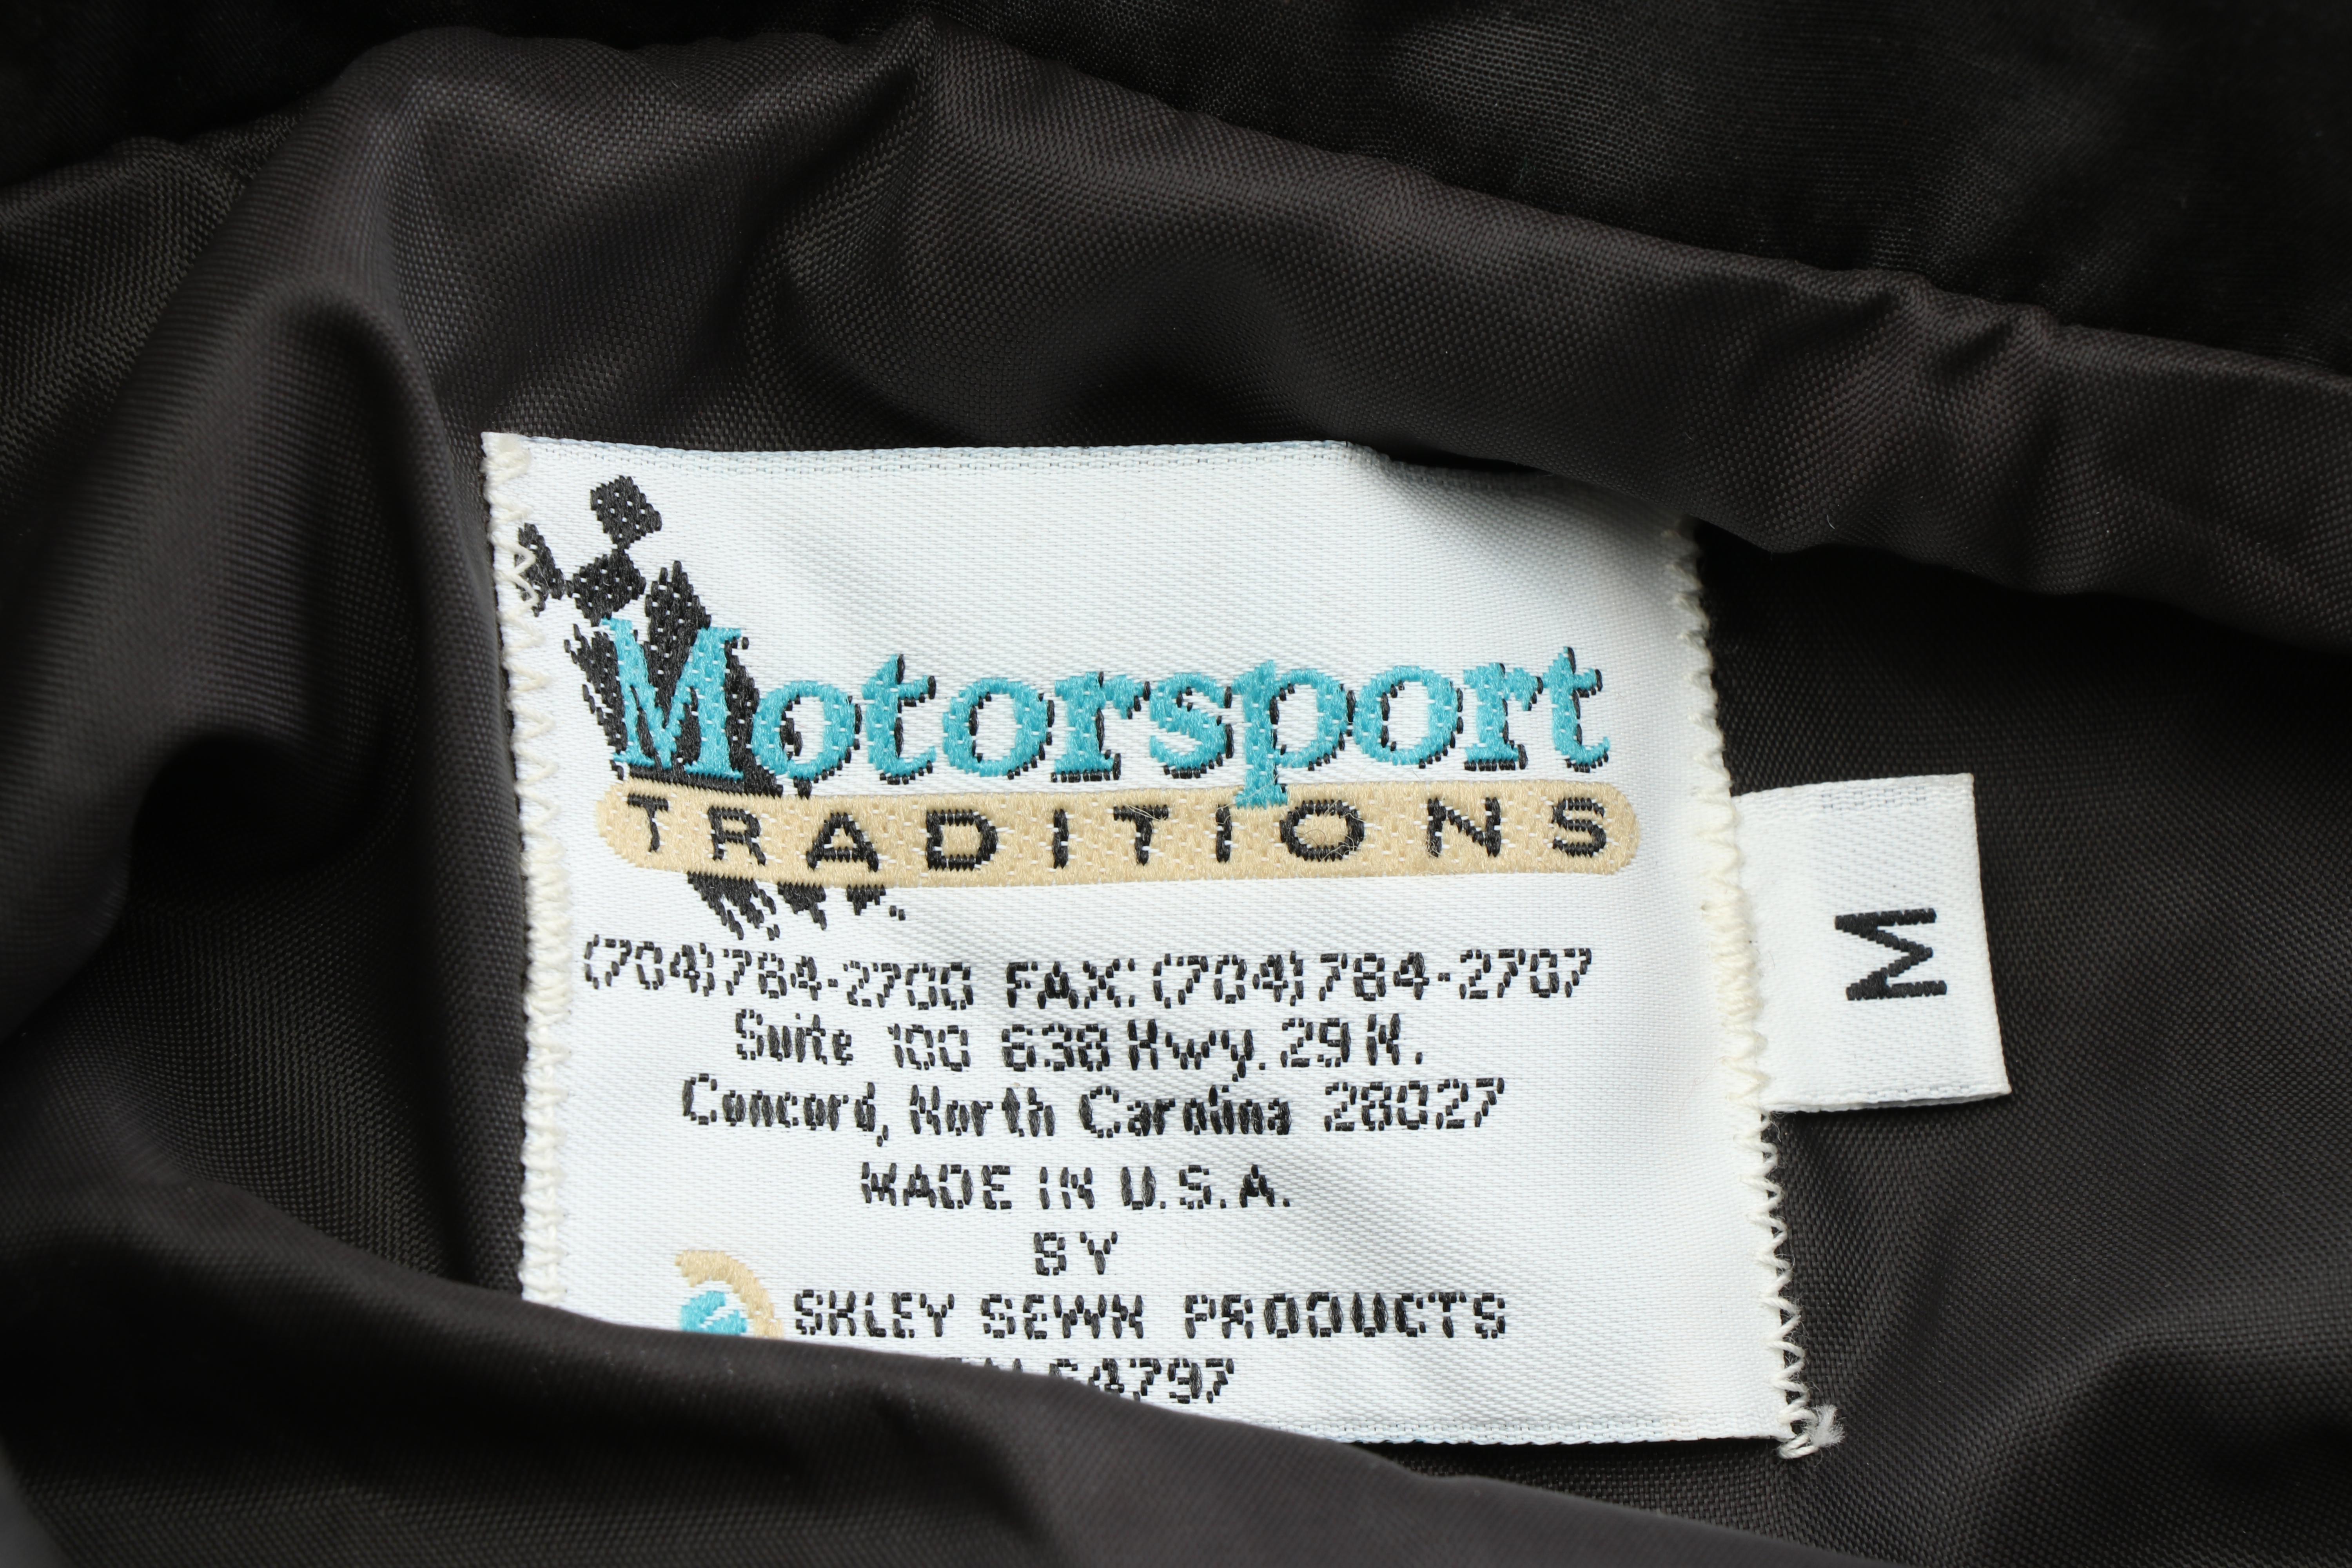 Motorsport
TRADITIONS
(704)784-2700 FAX:(704)784-2707
Suite 100 638 Hwy. 29 N.
Concord, North Carolina 28027
MADE IN U.S.A.
BY
SKLEY SEWN PRODUCTS
64797
M